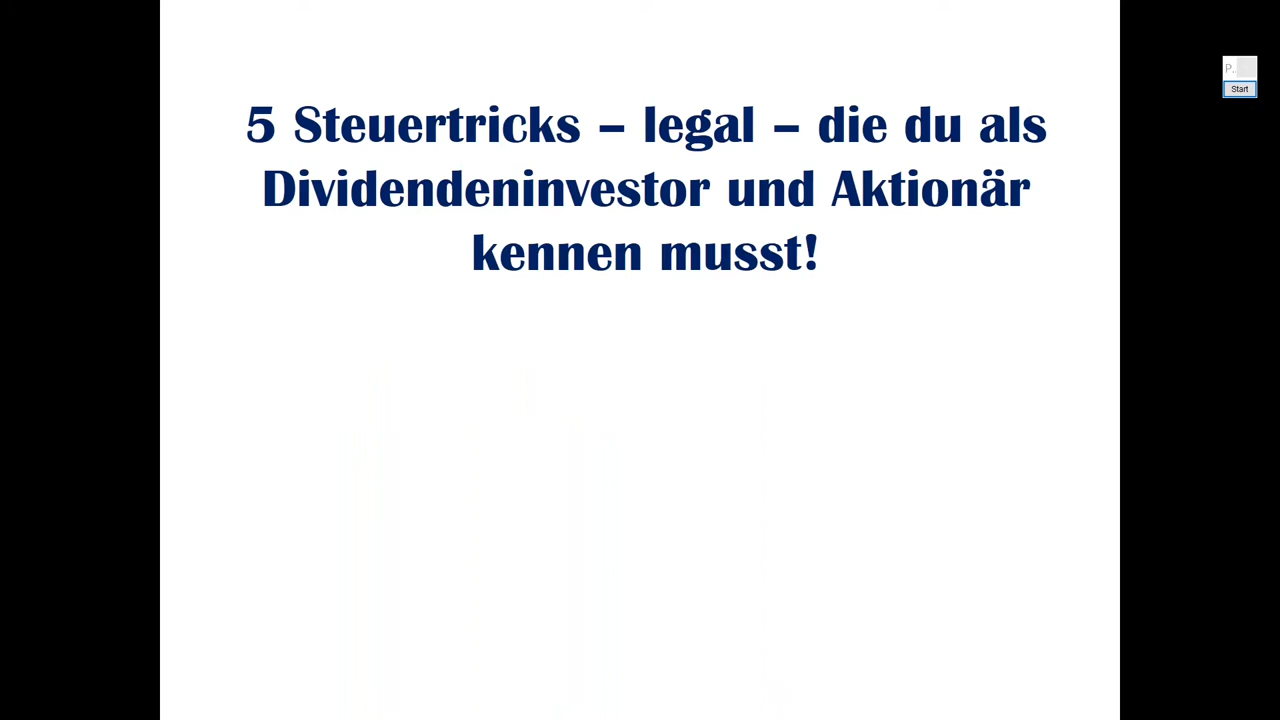 5 Steuertricks – legal – die du als
Dividendeninvestor und Aktionär
kennen musst!
P..
Start